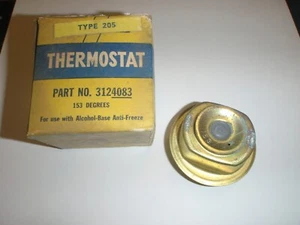 TYPE 205
THERMOSTAT
PART NO. 3124083
153 DEGREES
For use with Alcohol-Base Anti-Freeze